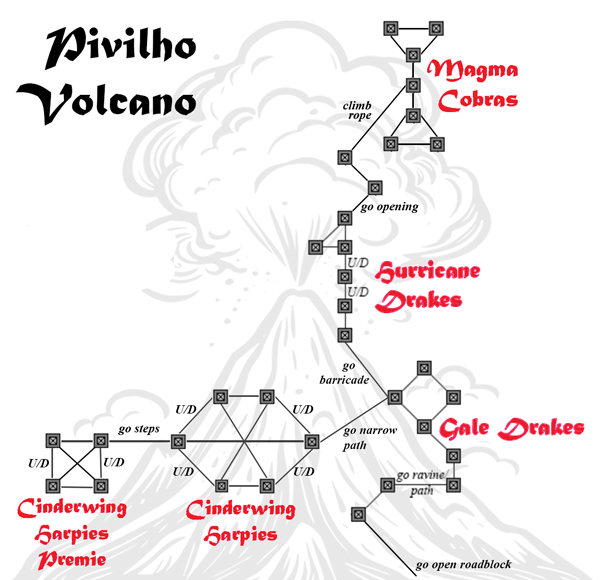 Pivilho
Volcano
Magma
Cobras
climb
rope
go opening
U/D
U/D
Hurricane
Drakes
go
barricade
U/D
U/D
go steps
go narrow
path
Gale Drakes
U/D
U/D
U/D
U/D
go ravine/
path
Cinderwing
Harpies
Premie
Cinderwing
Harpies
go open roadblock